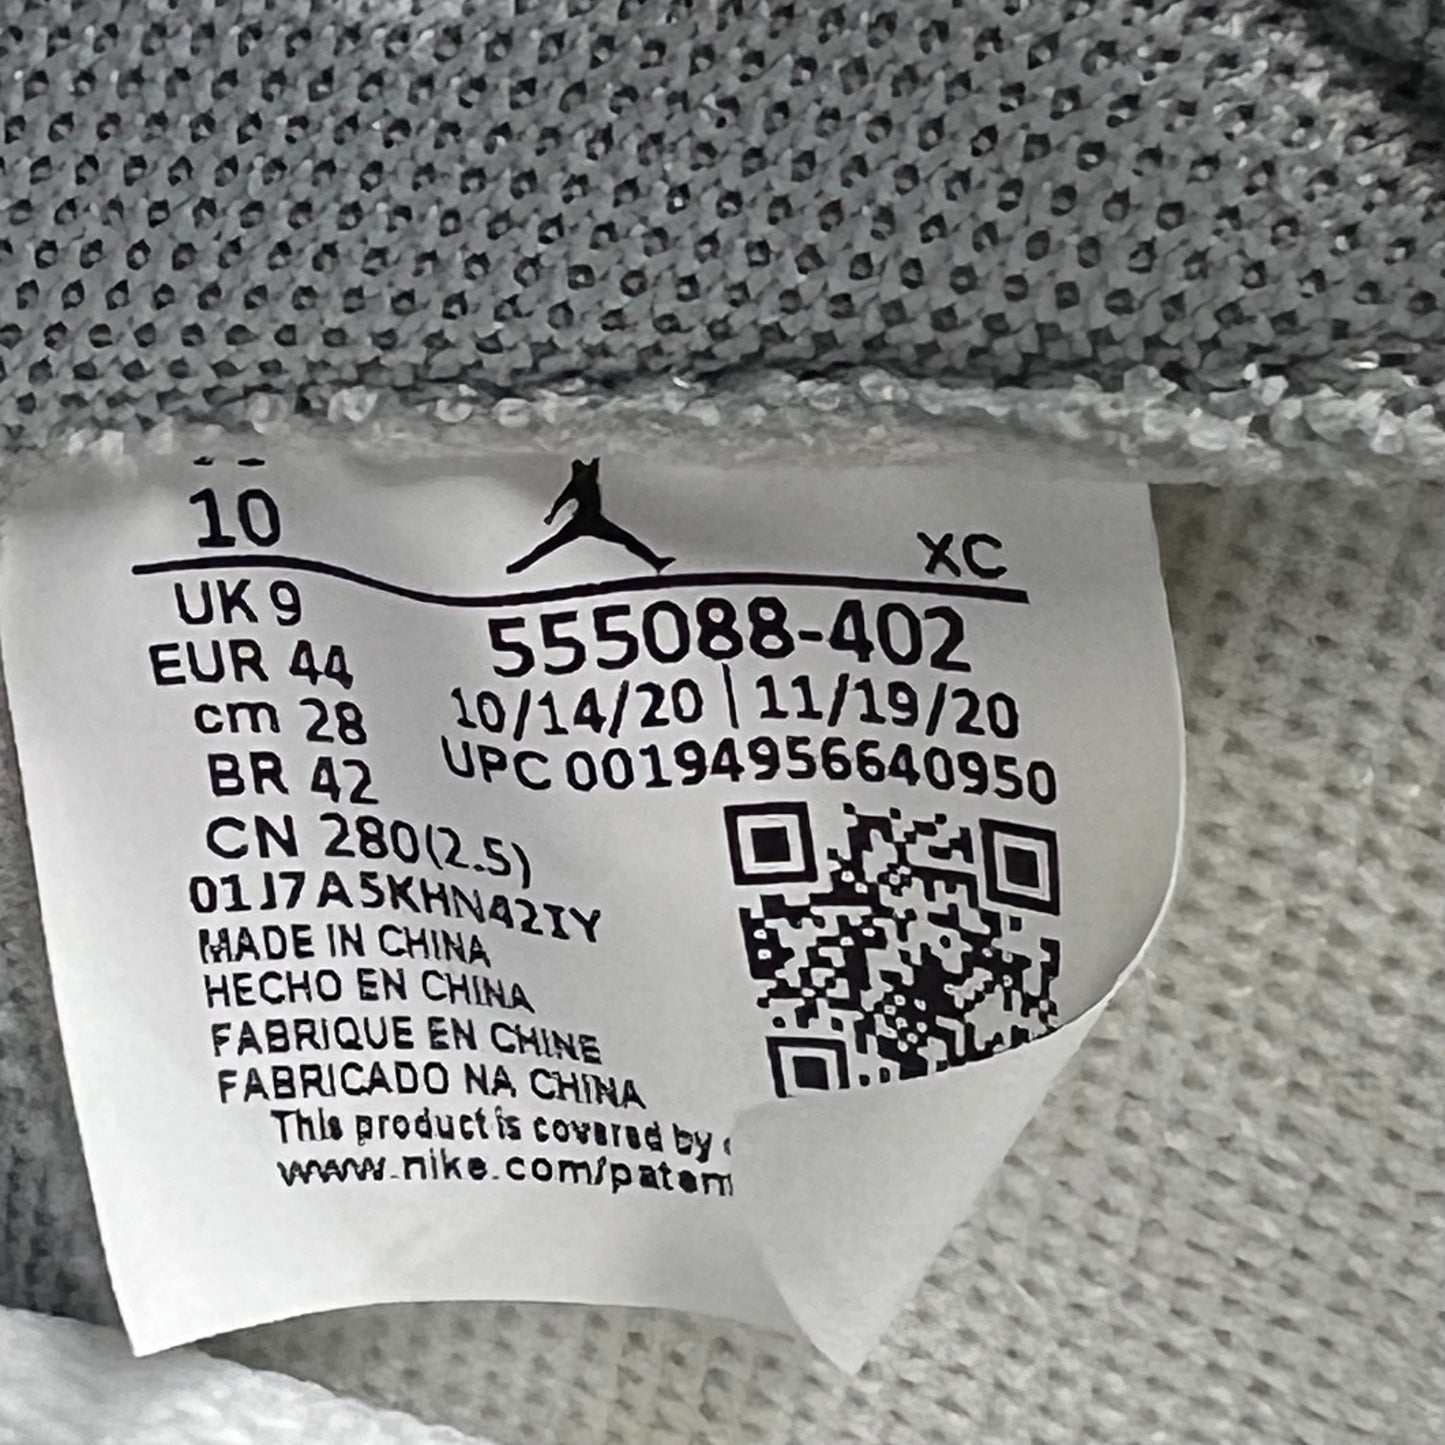 10
XC
UK 9
555088-402
EUR 44
10/14/20 | 11/19/20
cm 28
UPC 00194956640950
BR 42
CN 280(2.5)
01J7A5KHN42IY
MADE IN CHINA
HECHO EN CHINA
FABRIQUE EN CHINE
FABRICADO NA CHINA
This product is covered by
www.nike.com/paten